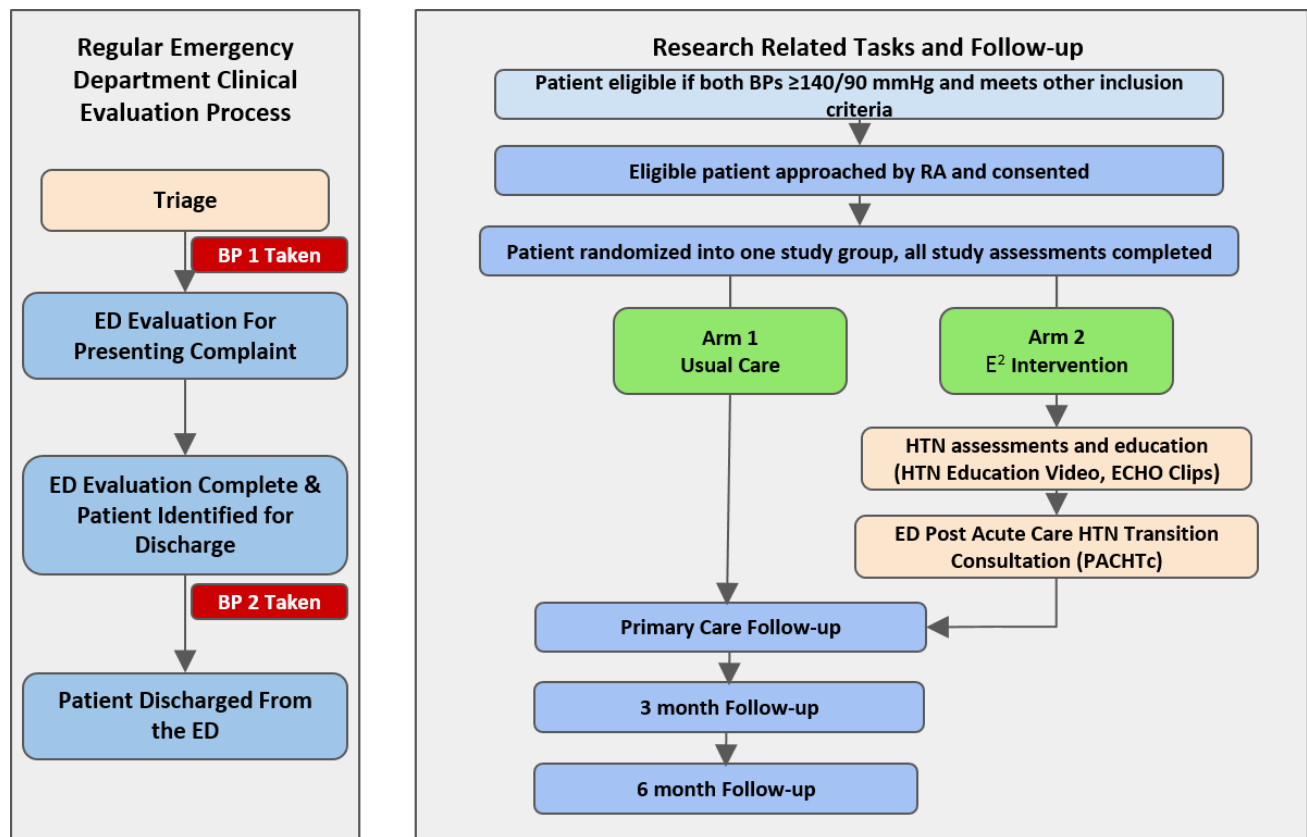 Regular Emergency
Department Clinical
Evaluation Process
Triage
BP 1 Taken
ED Evaluation For
Presenting Complaint
ED Evaluation Complete &
Patient Identified for
Discharge
BP 2 Taken
Patient Discharged From
the ED
Research Related Tasks and Follow-up
Patient eligible if both BPs ≥140/90 mmHg and meets other inclusion
criteria
Eligible patient approached by RA and consented
Patient randomized into one study group, all study assessments completed
Arm 1
Usual Care
Arm 2
E² Intervention
HTN assessments and education
(HTN Education Video, ECHO Clips)
ED Post Acute Care HTN Transition
Consultation (PACHTc)
Primary Care Follow-up
3 month Follow-up
6 month Follow-up